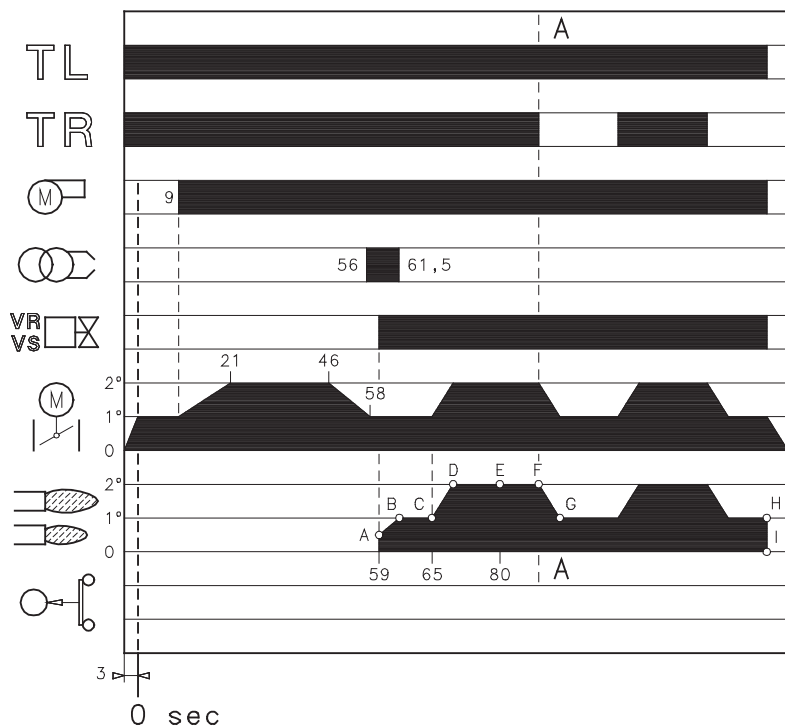 A
TL
TR
M
9
56 61,5
VR
VS
21 46
2°
M
58
1°
0
2° D E F
B C G H
1°
A I
0
59 65 80 A
3
0 sec